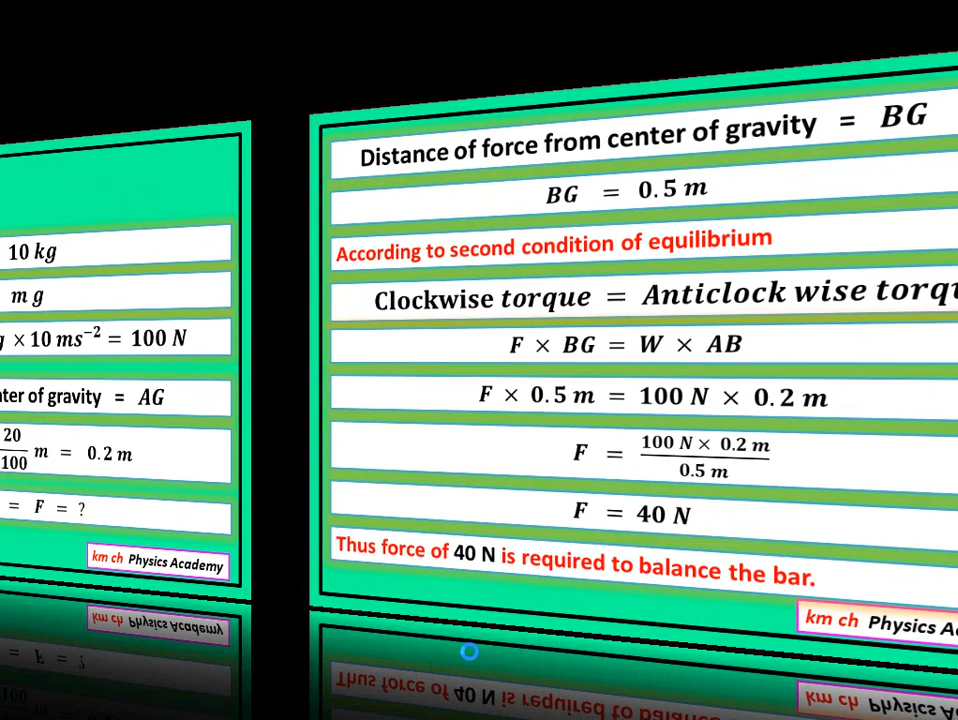 10 kg
m g
× 10 ms⁻² = 100 N
of gravity = AG
20/100 m = 0.2 m
= F = ?
km ch Physics Academy
Distance of force from center of gravity = BG
BG = 0.5 m
According to second condition of equilibrium
Clockwise torque = Anticlock wise
F × BG = W × AB
F × 0.5 m = 100 N × 0.2 m
F = 100 N × 0.2 m / 0.5 m
F = 40 N
Thus force of 40 N is required to balance the bar.
km ch Physics